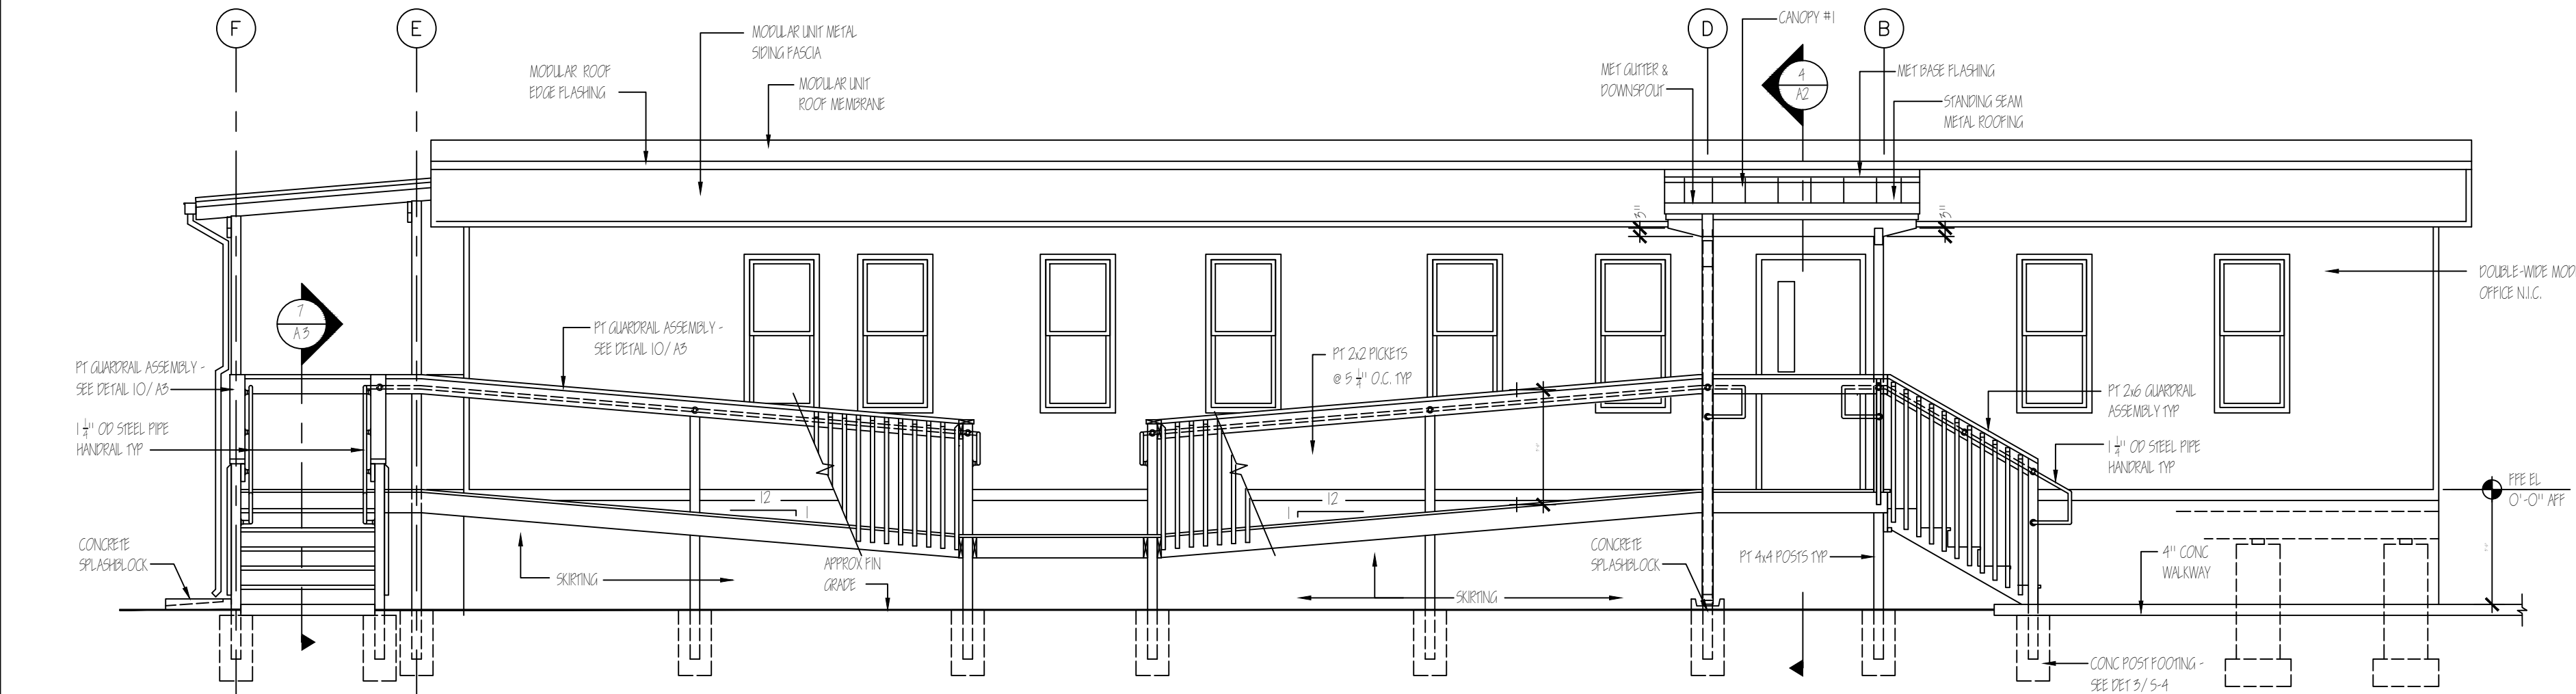 F
E
D
B
CANOPY #1
MODULAR UNIT METAL
SIDING FASCIA
MODULAR ROOF
EDGE FLASHING
MODULAR UNIT
ROOF MEMBRANE
MET GUTTER &
DOWNSPOUT
4
A2
MET BASE FLASHING
STANDING SEAM
METAL ROOFING
3"
3"
DOUBLE-WIDE MOD
OFFICE N.I.C.
7
A3
PT GUARDRAIL ASSEMBLY -
SEE DETAIL 10/A3
PT GUARDRAIL ASSEMBLY -
SEE DETAIL 10/A3
PT 2x2 PICKETS
@ 5 1/4" O.C. TYP
PT 2x6 GUARDRAIL
ASSEMBLY TYP
1 1/4" OD STEEL PIPE
HANDRAIL TYP
1 1/4" OD STEEL PIPE
HANDRAIL TYP
FFE EL
0'-0" AFF
12
1
12
1
CONCRETE
SPLASHBLOCK
SKIRTING
APPROX FIN
GRADE
SKIRTING
CONCRETE
SPLASHBLOCK
PT 4x4 POSTS TYP
4" CONC
WALKWAY
CONC POST FOOTING -
SEE DET 3/S-4